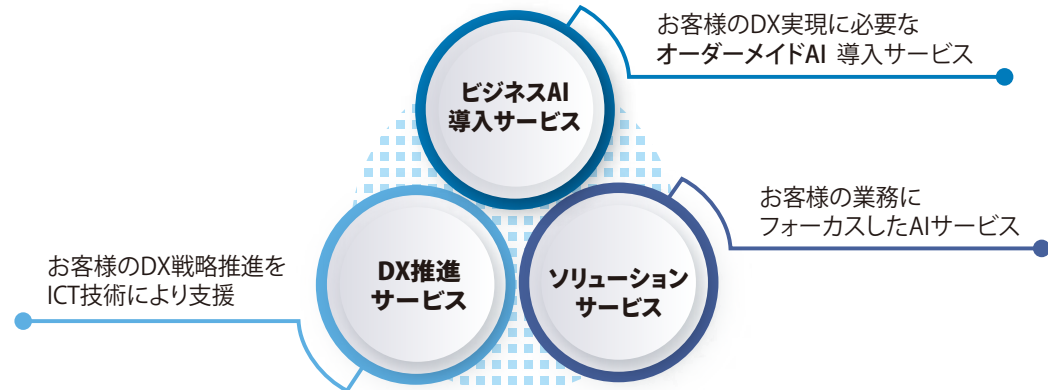 お客様のDX実現に必要な
オーダーメイドAI 導入サービス
ビジネスAI
導入サービス
お客様の業務に
フォーカスしたAIサービス
お客様のDX戦略推進を
ICT技術により支援
DX推進
サービス
ソリューション
サービス